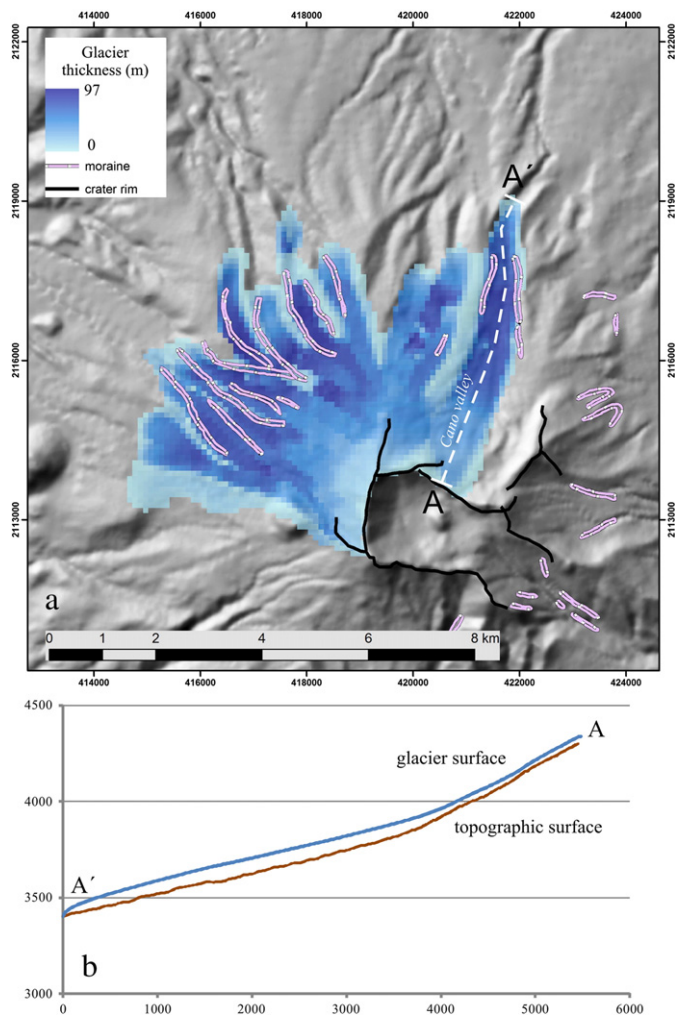 414000 416000 418000 420000 422000 424000
2122000 2122000
Glacier
thickness (m)
97
0
moraine
crater rim
A´
2119000 2119000
2116000 2116000
Cano valley
A
2113000 2113000
a
0 1 2 4 6 8 km
414000 416000 418000 420000 422000 424000
4500
A
glacier surface
4000
topographic surface
A´
3500
b
3000
0 1000 2000 3000 4000 5000 6000